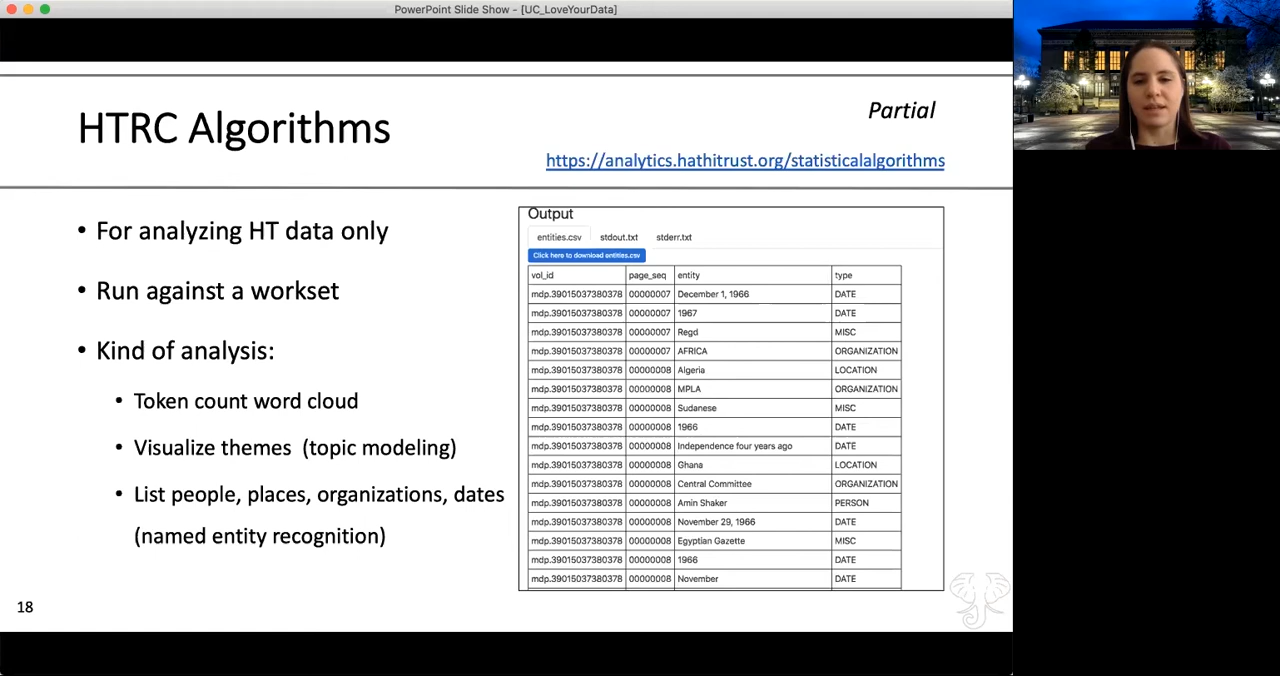 PowerPoint Slide Show - [UC_LoveYourData]
HTRC Algorithms
Partial
https://analytics.hathitrust.org/statisticalalgorithms
• For analyzing HT data only
• Run against a workset
• Kind of analysis:
• Token count word cloud
• Visualize themes (topic modeling)
• List people, places, organizations, dates
(named entity recognition)
Output
entities.csv stdout.txt stderr.txt
Click here to download entities.csv
vol_id page_seq entity type
mdp.39015037380378 00000007 December 1, 1966 DATE
mdp.39015037380378 00000007 1967 DATE
mdp.39015037380378 00000007 Regd MISC
mdp.39015037380378 00000007 AFRICA ORGANIZATION
mdp.39015037380378 00000008 Algeria LOCATION
mdp.39015037380378 00000008 MPLA ORGANIZATION
mdp.39015037380378 00000008 Sudanese MISC
mdp.39015037380378 00000008 1966 DATE
mdp.39015037380378 00000008 Independence four years ago DATE
mdp.39015037380378 00000008 Ghana LOCATION
mdp.39015037380378 00000008 Central Committee ORGANIZATION
mdp.39015037380378 00000008 Amin Shaker PERSON
mdp.39015037380378 00000008 November 29, 1966 DATE
mdp.39015037380378 00000008 Egyptian Gazette MISC
mdp.39015037380378 00000008 1966 DATE
mdp.39015037380378 00000008 November DATE
18